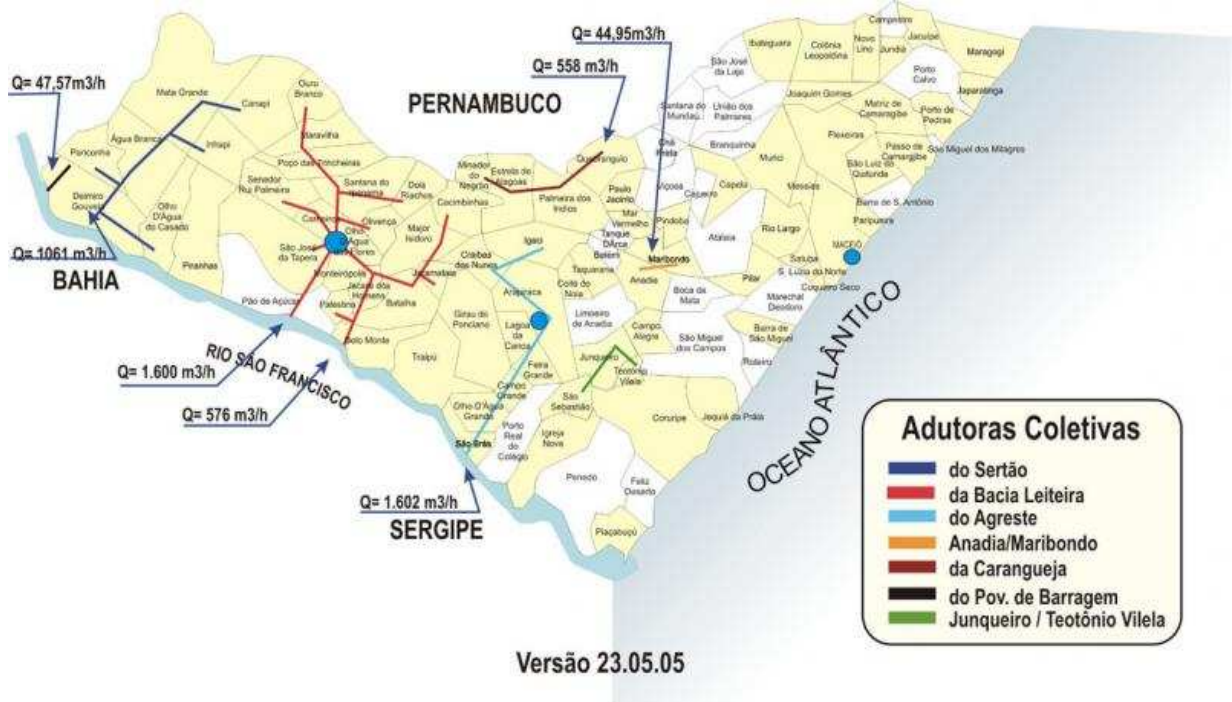 Q= 47,57m3/h
Q= 44,95m3/h
Q= 558 m3/h
PERNAMBUCO
Ouro
Branco
Mata Grande
Canapi
Maravilha
Água Branca
Inhapi
Pariconha
Poço das Trincheiras
Senador
Rui Palmeira
Santana do
Ipanema
Dois
Riachos
Delmiro
Gouveia
Olho
D'Água
do Casado
Piranhas
Olivença
Olho
D'Água
São José
da Tapera
Monteirópolis
Jacaré dos
Homens
Palestina
Batalha
Major
Isidoro
Jaramataia
Belo Monte
Pão de Açúcar
Minador
do
Negrão
Estrela de
Alagoas
Cacimbinhas
Palmeira dos
Índios
Quebrangulo
Paulo
Jacinto
Mar
Vermelho
Tanque
D'Arca
Belém
Pindoba
Maribondo
Anadia
Taquarana
Igaci
Craíbas
dos Nunes
Coité do
Noia
Arapiraca
Girau do
Ponciano
Lagoa
da
Canoa
Limoeiro
de Anadia
Campo
Alegre
Junqueiro
Teotônio
Vilela
Feira
Grande
Campo
Grande
Traipú
Olho D'Água
Grande
São
Sebastião
São Brás
Porto
Real
do
Colégio
Igreja
Nova
Penedo
Feliz
Deserto
Piaçabuçú
Coruripe
Jequiá da Praia
São Miguel
dos Campos
Roteiro
Barra de
São Miguel
Boca da
Mata
Marechal
Deodoro
Pilar
Atalaia
Rio Largo
Satuba
S. Luzia do Norte
Coqueiro Seco
MACEIÓ
Paripueira
Barra de S. Antônio
Messias
Murici
Capela
Cajueiro
Viçosa
Chã
Preta
Branquinha
União dos
Palmares
Santana do
Mundaú
São José
da Laje
Ibateguara
Colônia
Leopoldina
Novo
Lino
Jundiá
Campestre
Jacuípe
Maragogi
Porto
Calvo
Japaratinga
Joaquim Gomes
Matriz de
Camaragibe
Porto de
Pedras
Flexeiras
Passo de
Camargibe
São Miguel dos Milagres
São Luiz do
Quitunde
Q= 1061 m3/h
BAHIA
RIO SÃO FRANCISCO
Q= 1.600 m3/h
Q= 576 m3/h
Q= 1.602 m3/h
SERGIPE
OCEANO ATLÂNTICO
Adutoras Coletivas
do Sertão
da Bacia Leiteira
do Agreste
Anadia/Maribondo
da Carangueja
do Pov. de Barragem
Junqueiro / Teotônio Vilela
Versão 23.05.05